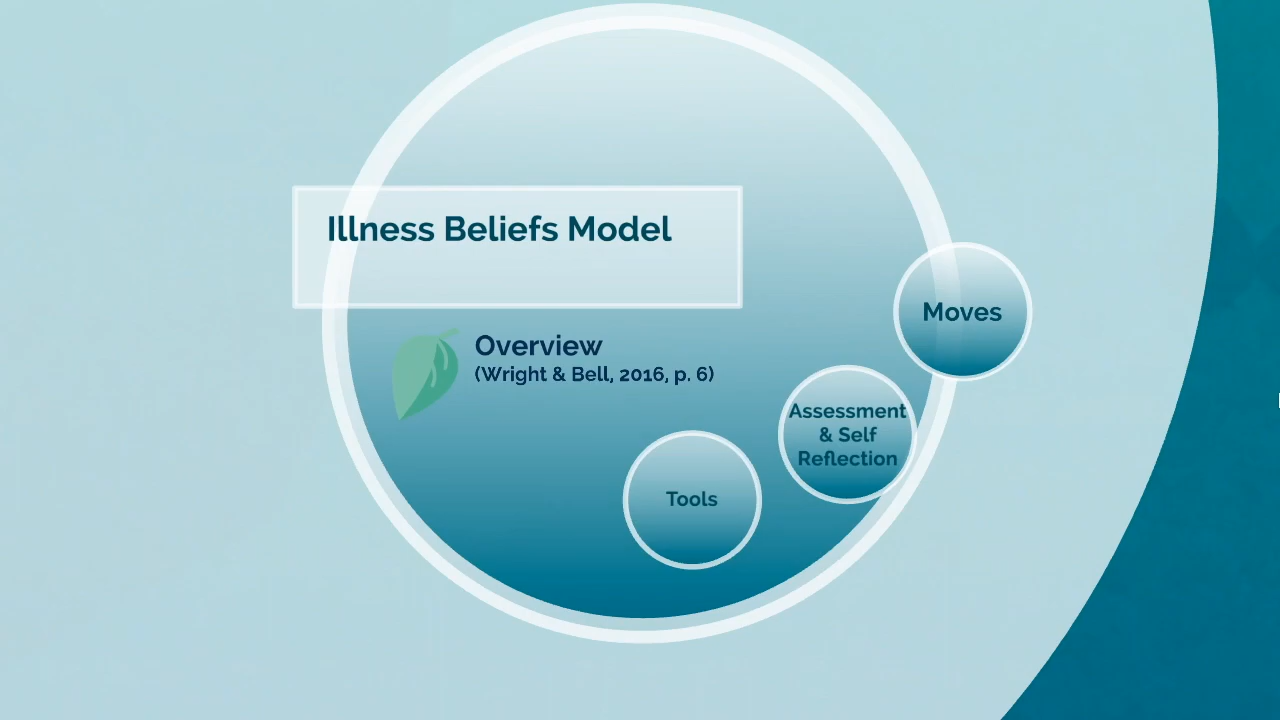 Illness Beliefs Model
Overview
(Wright & Bell, 2016, p. 6)
Moves
Assessment
& Self
Reflection
Tools